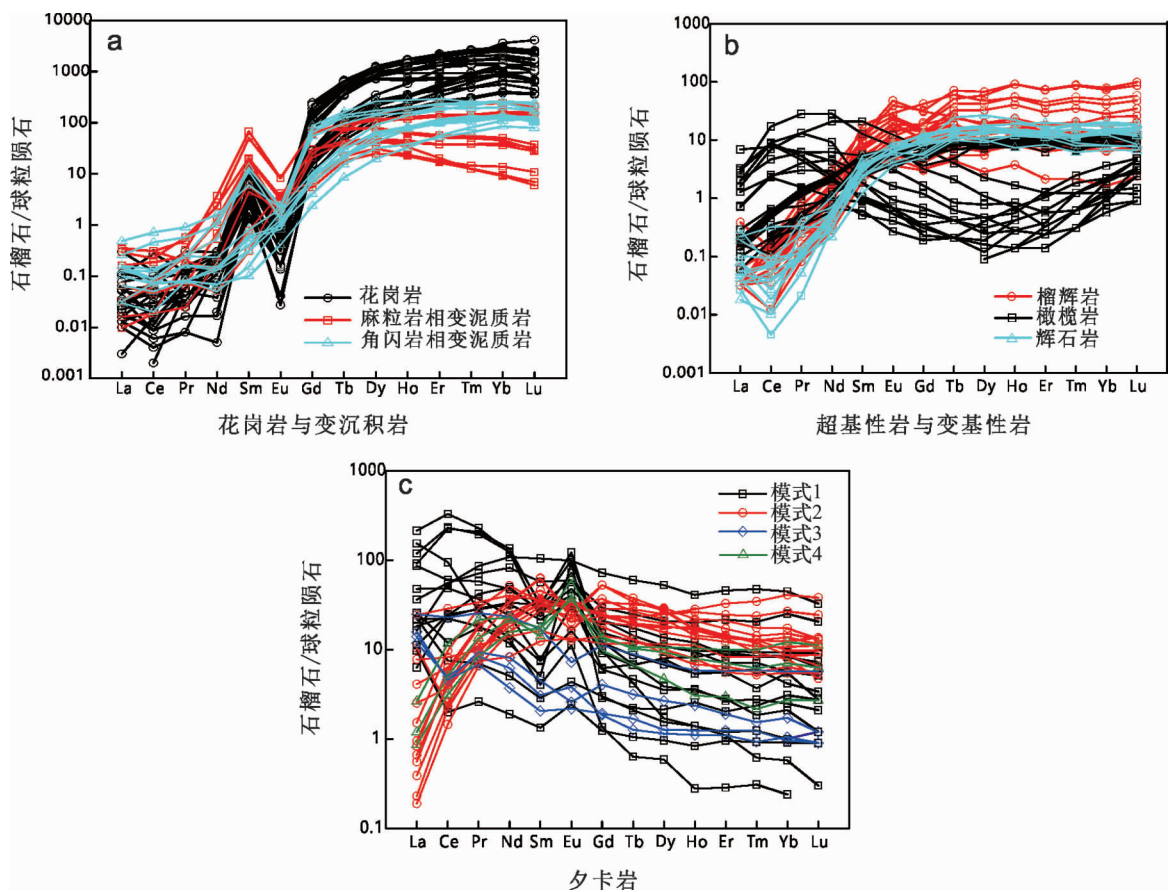 a
10000
1000
100
10
1
0.1
0.01
0.001
石榴石/球粒陨石
花岗岩
麻粒岩相变泥质岩
角闪岩相变泥质岩
La Ce Pr Nd Sm Eu Gd Tb Dy Ho Er Tm Yb Lu
花岗岩与变沉积岩
b
1000
100
10
1
0.1
0.01
0.001
石榴石/球粒陨石
榴辉岩
橄榄岩
辉石岩
La Ce Pr Nd Sm Eu Gd Tb Dy Ho Er Tm Yb Lu
超基性岩与变基性岩
c
1000
100
10
1
0.1
石榴石/球粒陨石
模式1
模式2
模式3
模式4
La Ce Pr Nd Sm Eu Gd Tb Dy Ho Er Tm Yb Lu
夕卡岩